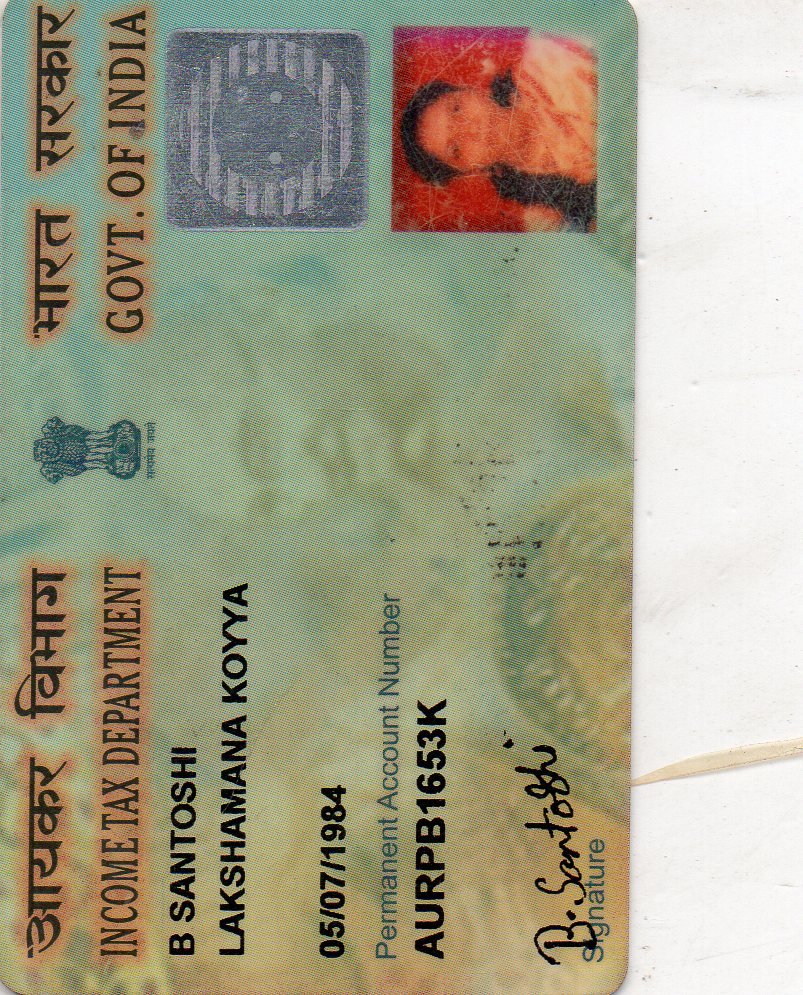 आयकर विभाग
INCOME TAX DEPARTMENT
सत्यमेव जयते
भारत सरकार
GOVT. OF INDIA
B SANTOSHI
LAKSHAMANA KOYYA
05/07/1984
Permanent Account Number
AURPB1653K
B. Santoshi
Signature